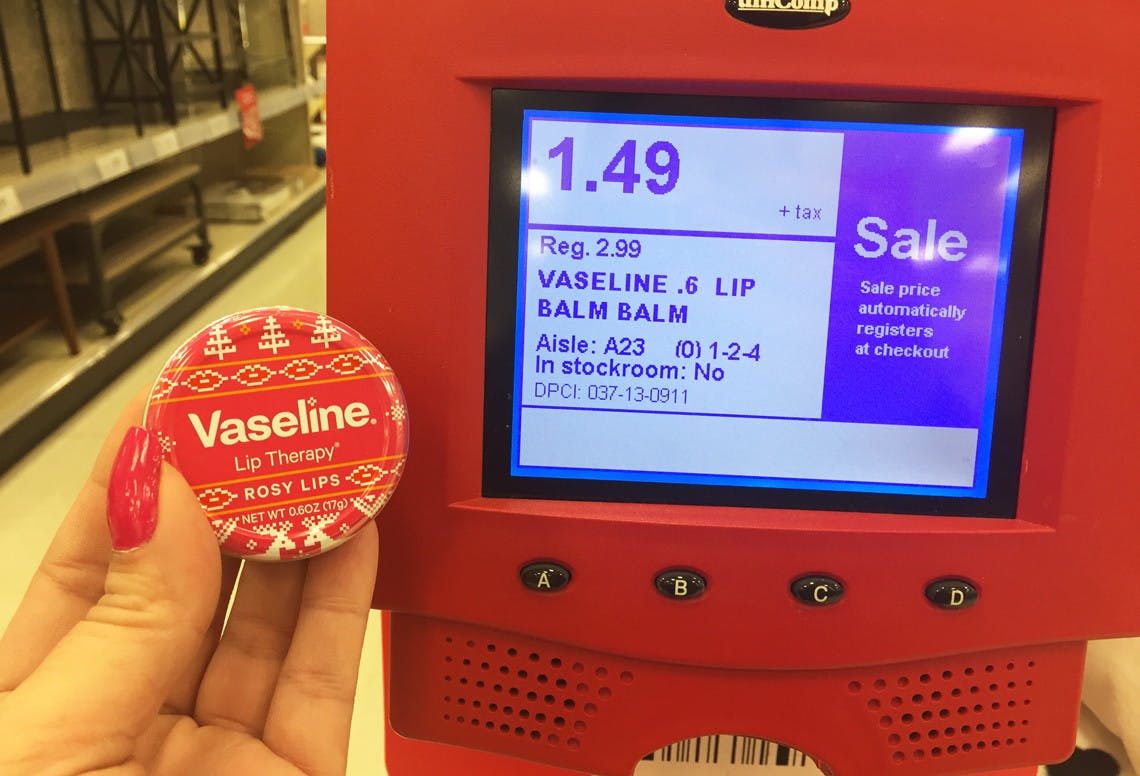 1.49
+ tax
Reg. 2.99
VASELINE .6 LIP
BALM BALM
Aisle: A23 (0) 1-2-4
In stockroom: No
DPCI: 037-13-0911
Sale
Sale price
automatically
registers
at checkout
A B C D
Vaseline®
Lip Therapy®
ROSY LIPS
NET WT 0.6OZ (17g)